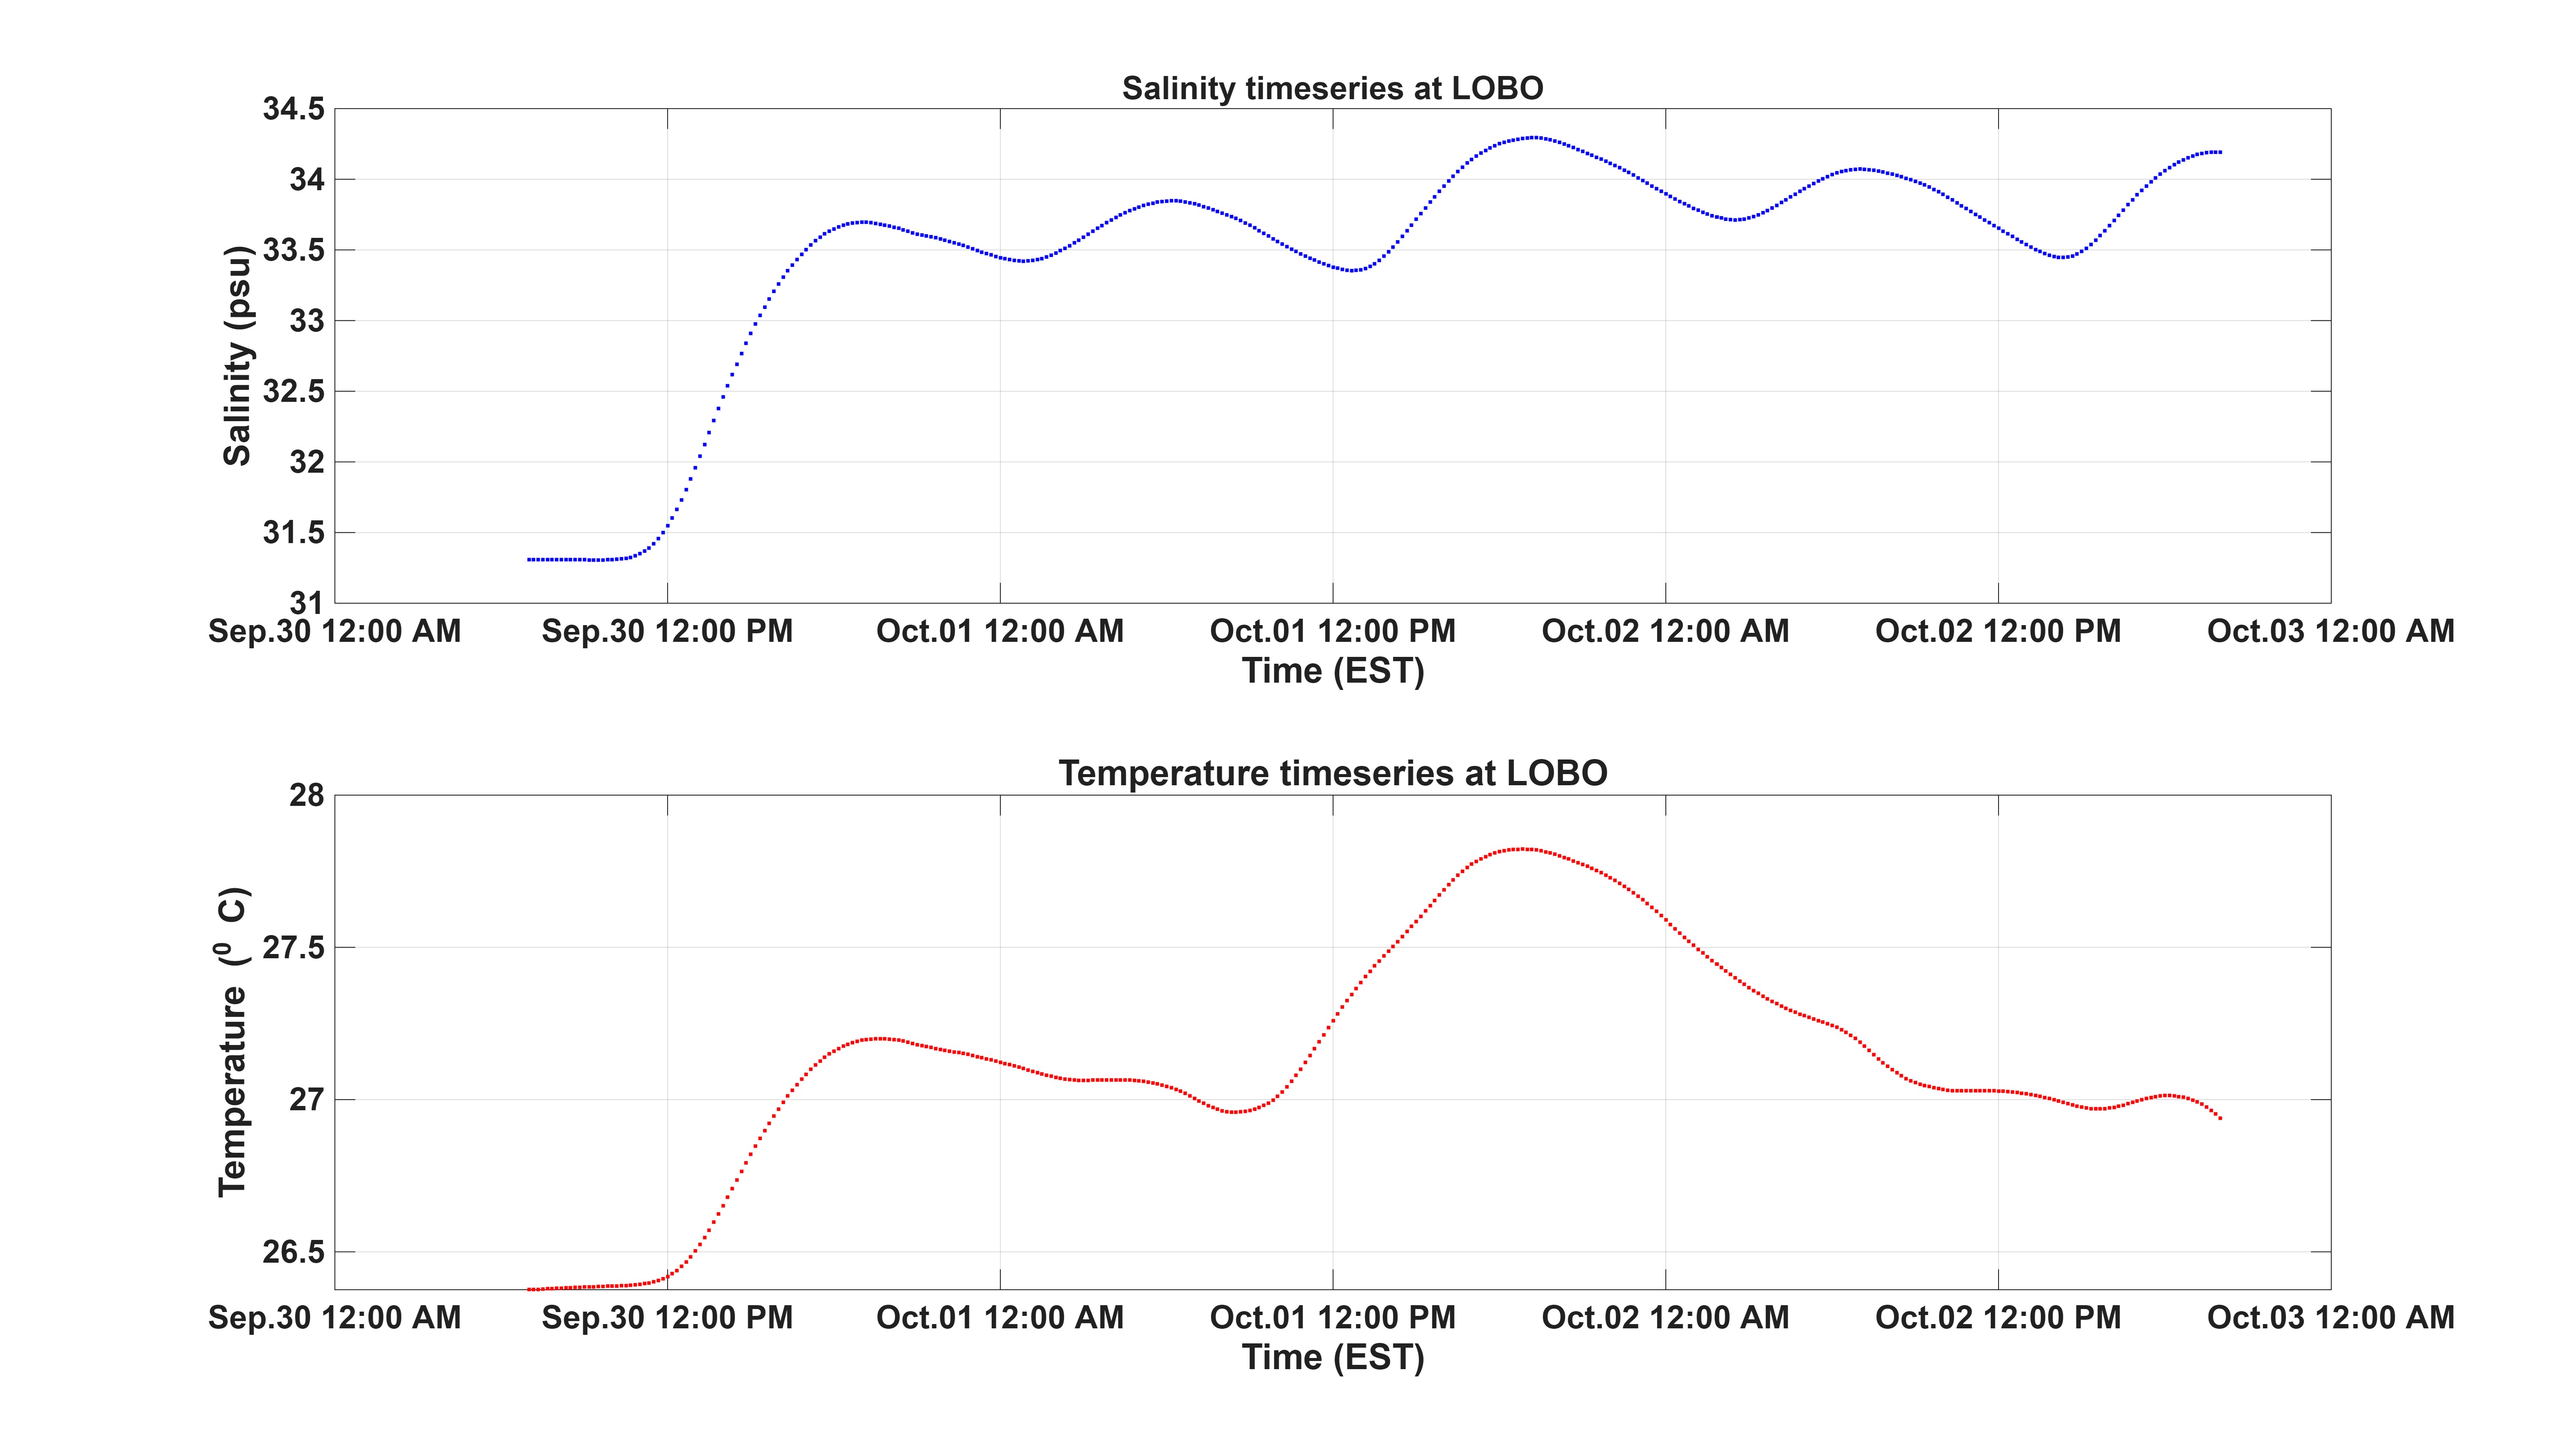 Salinity timeseries at LOBO
34.5
34
33.5
33
32.5
32
31.5
31
Salinity (psu)
Sep.30 12:00 AM Sep.30 12:00 PM Oct.01 12:00 AM Oct.01 12:00 PM Oct.02 12:00 AM Oct.02 12:00 PM Oct.03 12:00 AM
Time (EST)
Temperature timeseries at LOBO
28
27.5
27
26.5
Temperature (⁰ C)
Sep.30 12:00 AM Sep.30 12:00 PM Oct.01 12:00 AM Oct.01 12:00 PM Oct.02 12:00 AM Oct.02 12:00 PM Oct.03 12:00 AM
Time (EST)